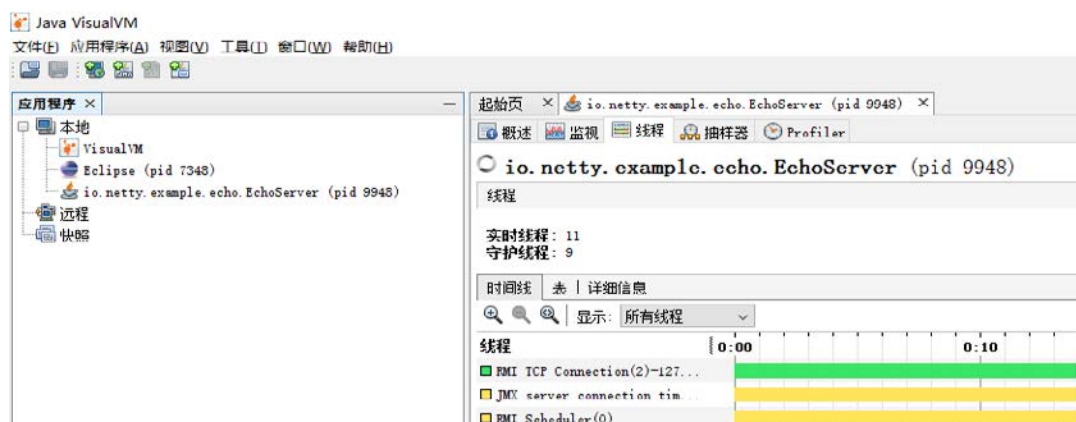 Java VisualVM
文件(F) 应用程序(A) 视图(V) 工具(T) 窗口(W) 帮助(H)
应用程序
本地
VisualVM
Eclipse (pid 7348)
io.netty.example.echo.EchoServer (pid 9948)
远程
快照
起始页 io.netty.example.echo.EchoServer (pid 9948)
概述 监视 线程 抽样器 Profiler
io.netty.example.echo.EchoServer (pid 9948)
线程
实时线程: 11
守护线程: 9
时间线 表 详细信息
显示: 所有线程
线程 0:00 0:10
RMI TCP Connection(2)-127...
JMX server connection tim...
RMI Scheduler(0)